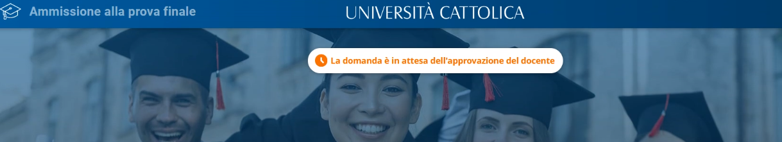 Ammissione alla prova finale
UNIVERSITÀ CATTOLICA
La domanda è in attesa dell'approvazione del docente